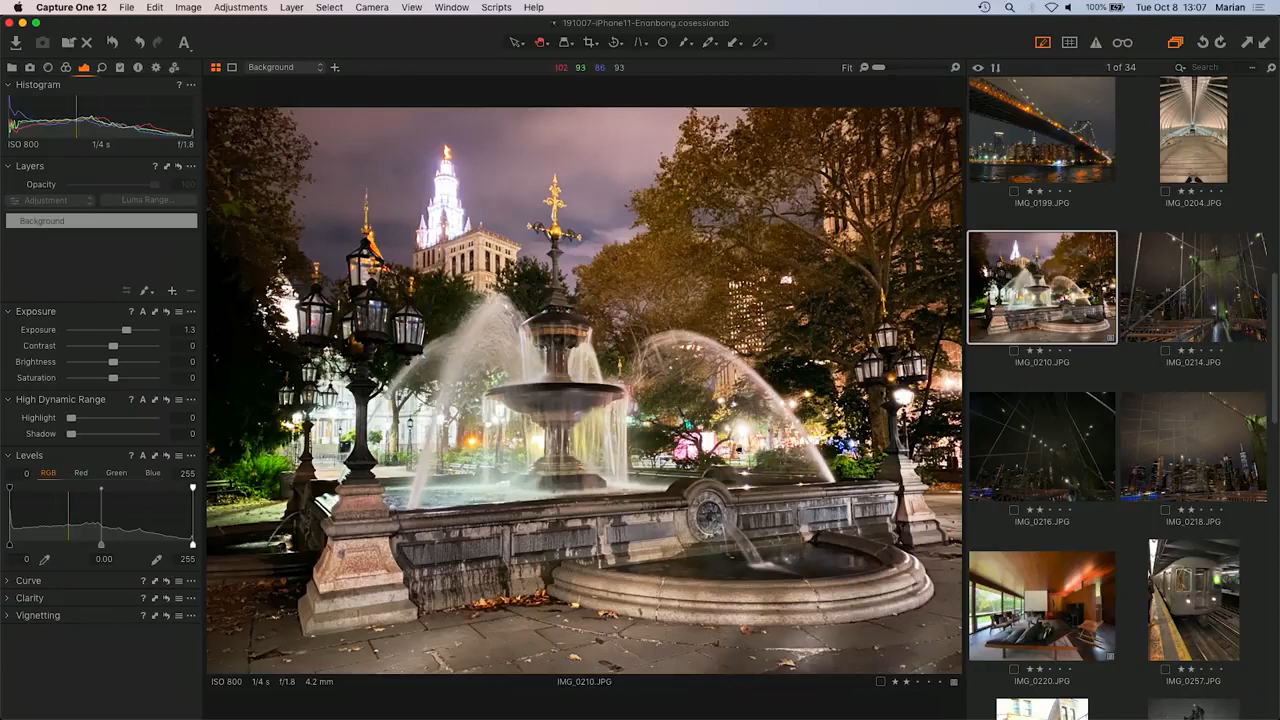 Capture One 12 File Edit Image Adjustments Layer Select Camera View Window Scripts Help 100% Tue Oct 8 13:07 Marian
191007-iPhone11-Enonbong.cosessiondb
Background 102 93 86 93 Fit 1 of 34 Search
Histogram
ISO 800 1/4 s f/1.8
Layers
Opacity 100
Adjustment Luma Range...
Background
Exposure
Exposure 1.3
Contrast 0
Brightness 0
Saturation 0
High Dynamic Range
Highlight 0
Shadow 0
Levels
0 RGB Red Green Blue 255
0 0.00 255
Curve
Clarity
Vignetting
ISO 800 1/4 s f/1.8 4.2 mm IMG_0210.JPG
IMG_0199.JPG IMG_0204.JPG
IMG_0210.JPG IMG_0214.JPG
IMG_0216.JPG IMG_0218.JPG
IMG_0220.JPG IMG_0257.JPG